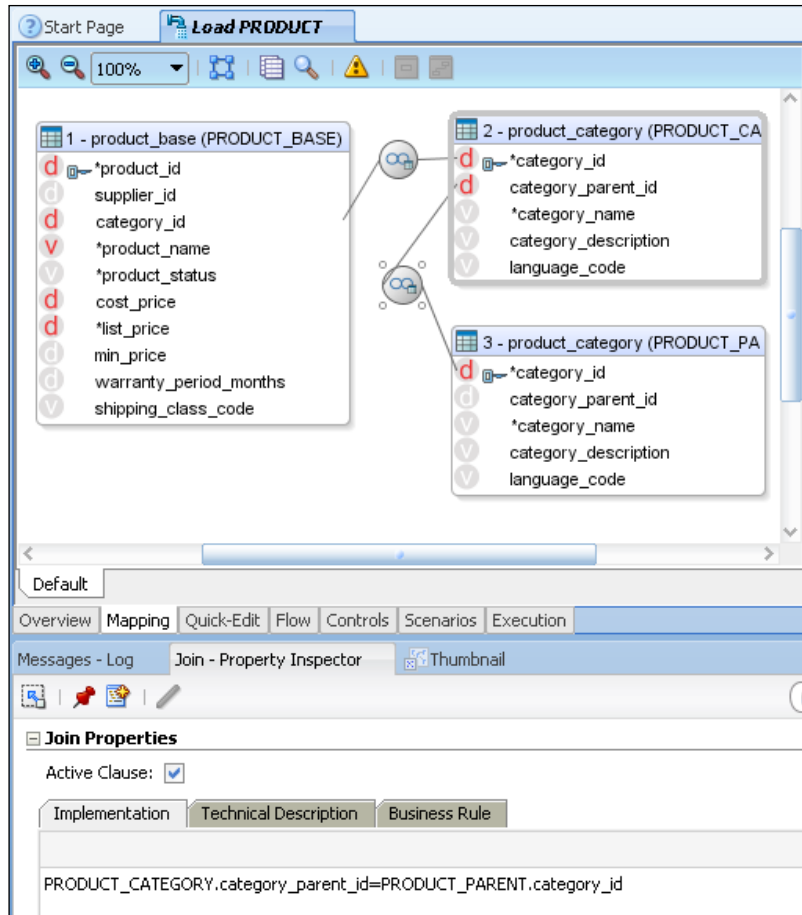 Start Page
Load PRODUCT
100%
1 - product_base (PRODUCT_BASE)
d *product_id
d supplier_id
d category_id
v *product_name
v *product_status
d cost_price
d *list_price
d min_price
d warranty_period_months
v shipping_class_code
2 - product_category (PRODUCT_CA
d *category_id
d category_parent_id
v *category_name
v category_description
v language_code
3 - product_category (PRODUCT_PA
d *category_id
d category_parent_id
v *category_name
v category_description
v language_code
Default
Overview Mapping Quick-Edit Flow Controls Scenarios Execution
Messages - Log Join - Property Inspector Thumbnail
Join Properties
Active Clause:
Implementation Technical Description Business Rule
PRODUCT_CATEGORY.category_parent_id=PRODUCT_PARENT.category_id